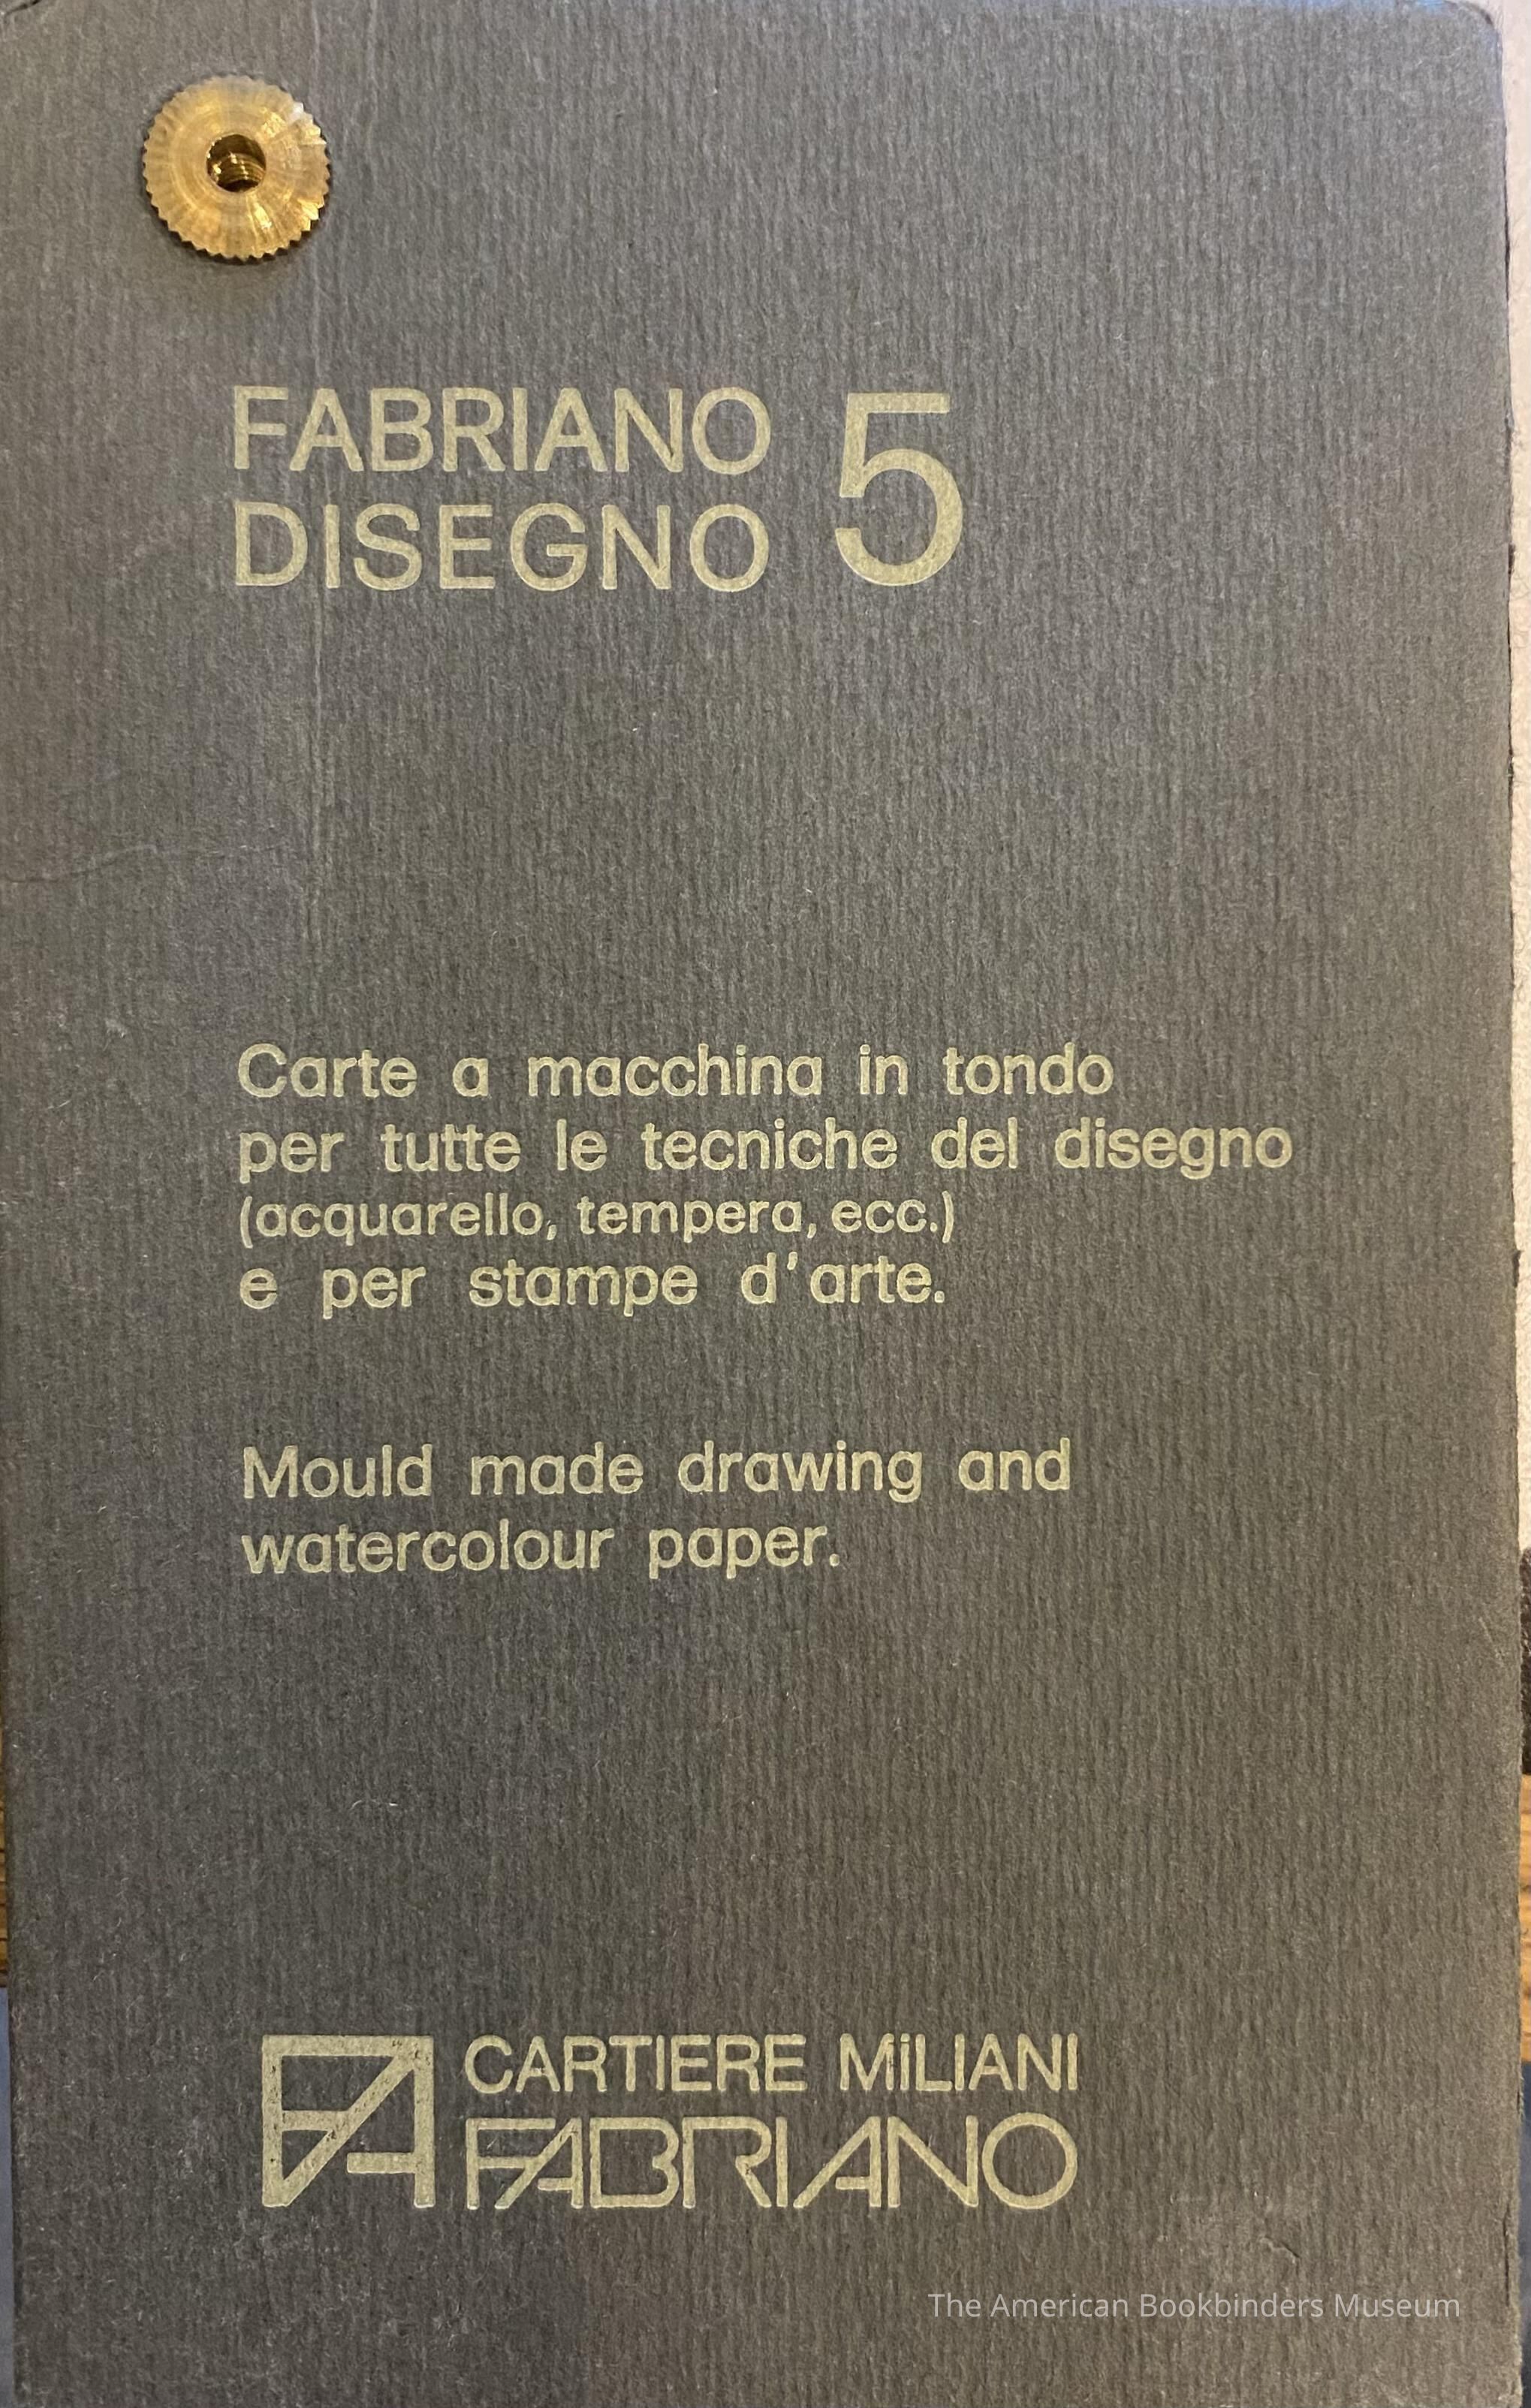 FABRIANO 5
DISEGNO
Carte a macchina in tondo
per tutte le tecniche del disegno
(acquarello, tempera, ecc.)
e per stampe d'arte.
Mould made drawing and
watercolour paper.
FA CARTIERE MiLIANI
FABRIANO
The American Bookbinders Museum